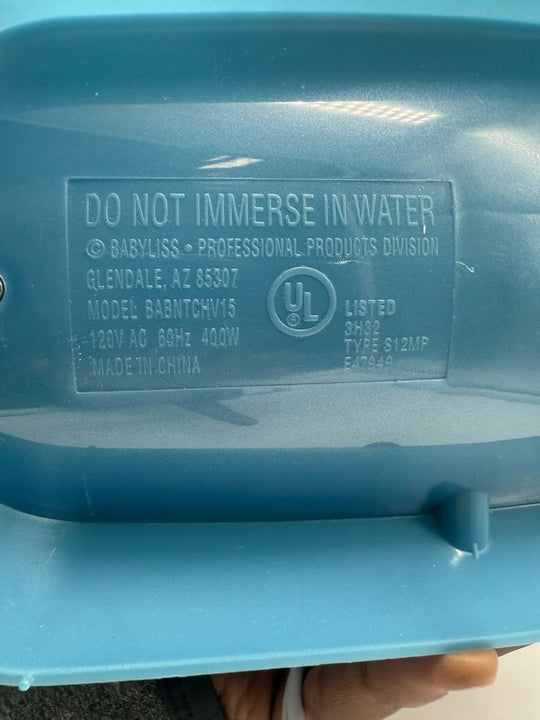 DO NOT IMMERSE IN WATER
© BABYLISS • PROFESSIONAL PRODUCTS DIVISION
GLENDALE, AZ 85307
MODEL: BABNTCHV15
120V AC 60Hz 400W
MADE IN CHINA
UL
®
LISTED
3H32
TYPE S12MP
E47949